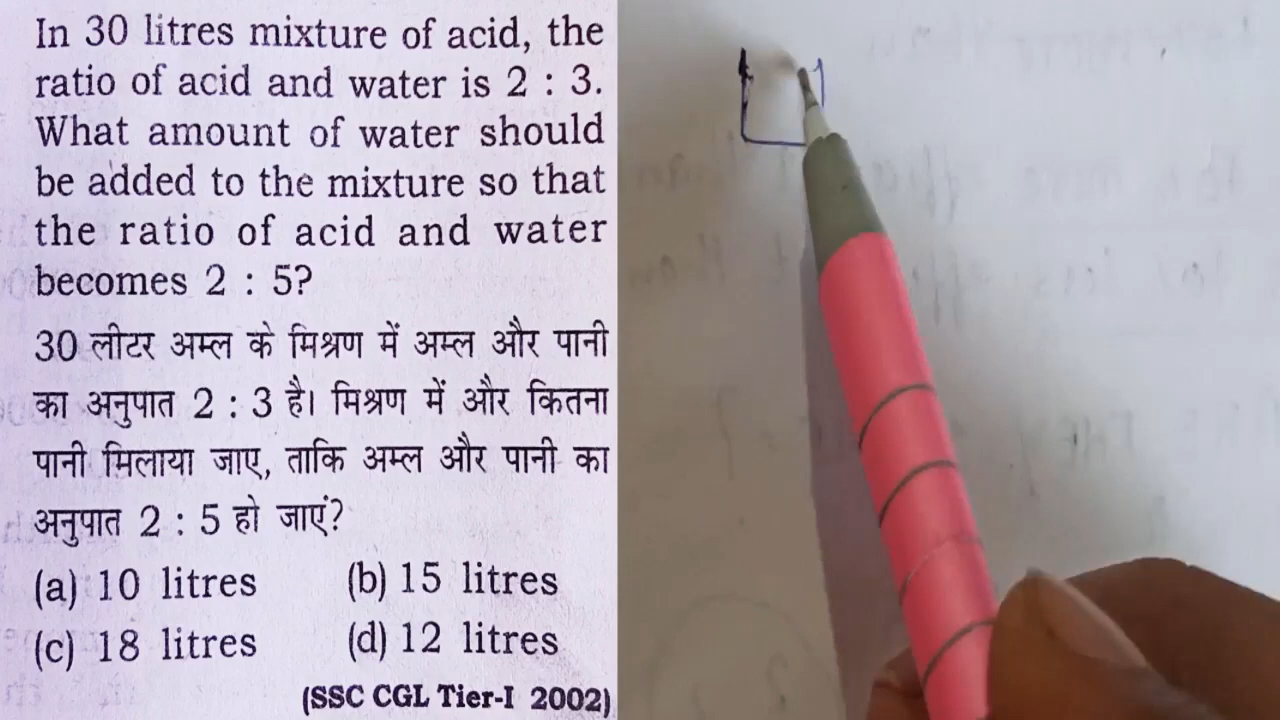 In 30 litres mixture of acid, the
ratio of acid and water is 2 : 3.
What amount of water should
be added to the mixture so that
the ratio of acid and water
becomes 2 : 5?
30 लीटर अम्ल के मिश्रण में अम्ल और पानी
का अनुपात 2 : 3 है। मिश्रण में और कितना
पानी मिलाया जाए, ताकि अम्ल और पानी का
अनुपात 2 : 5 हो जाएं?
(a) 10 litres (b) 15 litres
(c) 18 litres (d) 12 litres
(SSC CGL Tier-I 2002)